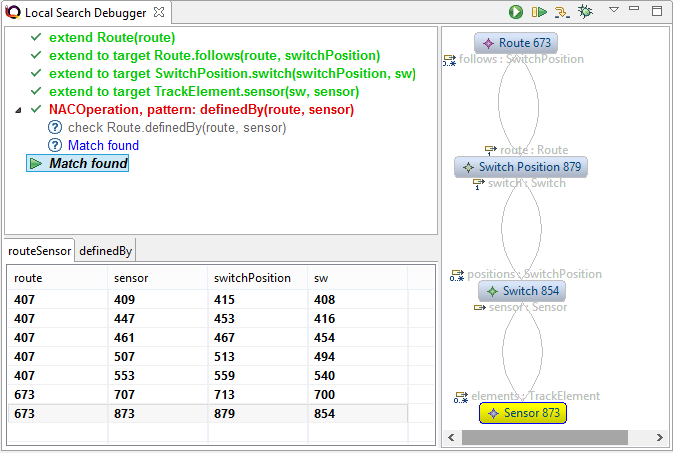 Local Search Debugger
extend Route(route)
extend to target Route.follows(route, switchPosition)
extend to target SwitchPosition.switch(switchPosition, sw)
extend to target TrackElement.sensor(sw, sensor)
NACOperation, pattern: definedBy(route, sensor)
check Route.definedBy(route, sensor)
Match found
Match found
routeSensor definedBy
route sensor switchPosition sw
407 409 415 408
407 447 453 416
407 461 467 454
407 507 513 494
407 553 559 540
673 707 713 700
673 873 879 854
Route 673
follows : SwitchPosition
0..*
route : Route
1
Switch Position 879
switch : Switch
1
positions : SwitchPosition
0..*
Switch 854
sensor : Sensor
elements : TrackElement
0..*
Sensor 873